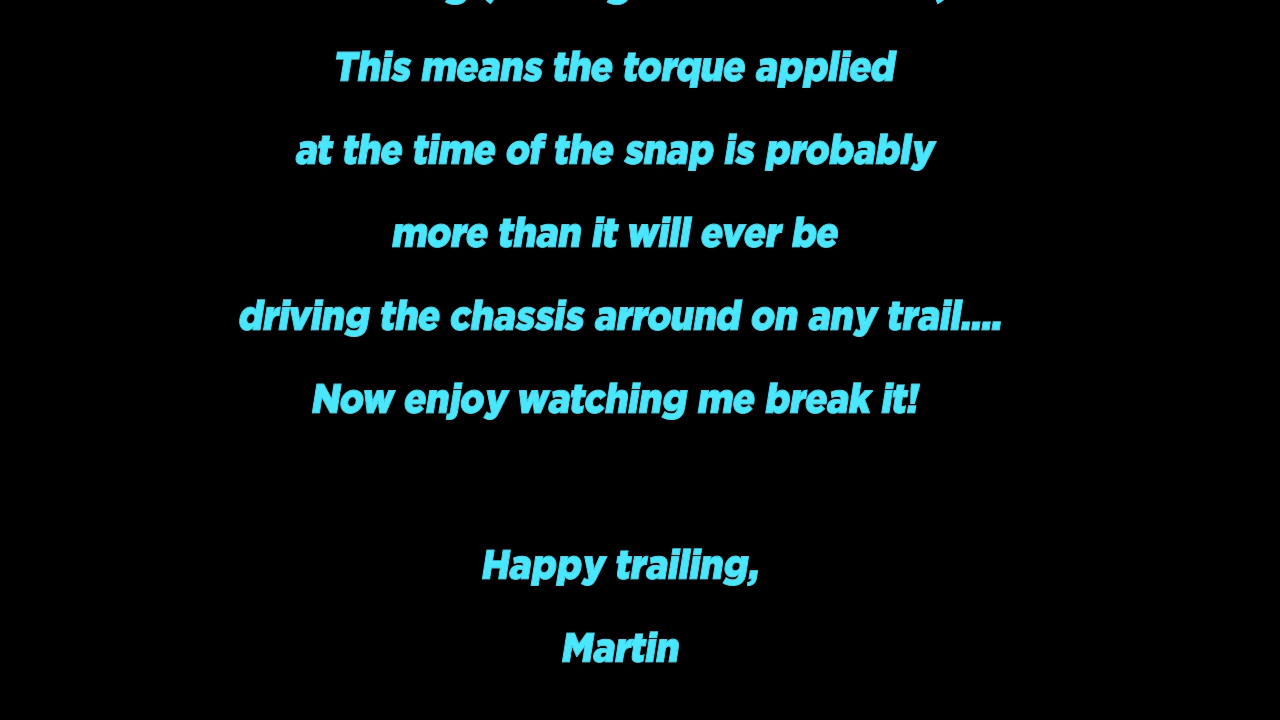 This means the torque applied
at the time of the snap is probably
more than it will ever be
driving the chassis arround on any trail....
Now enjoy watching me break it!
Happy trailing,
Martin